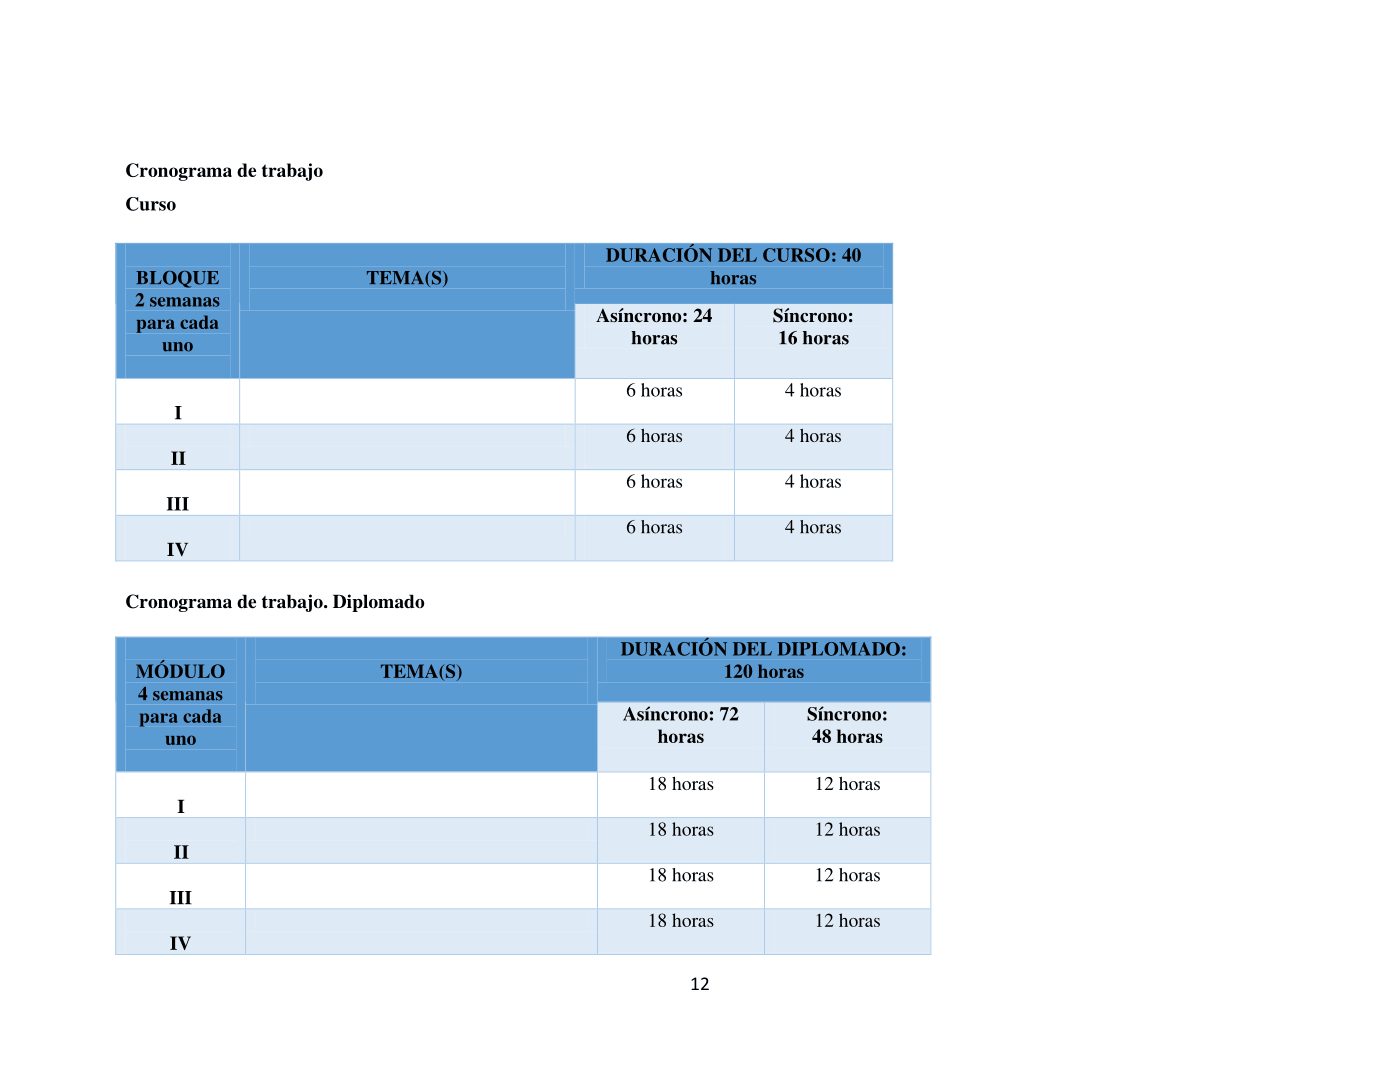 Cronograma de trabajo
Curso
BLOQUE
2 semanas
para cada
uno
TEMA(S)
DURACIÓN DEL CURSO: 40
horas
Asíncrono: 24
horas
Síncrono:
16 horas
I
6 horas
4 horas
II
6 horas
4 horas
III
6 horas
4 horas
IV
6 horas
4 horas
Cronograma de trabajo. Diplomado
MÓDULO
4 semanas
para cada
uno
TEMA(S)
DURACIÓN DEL DIPLOMADO:
120 horas
Asíncrono: 72
horas
Síncrono:
48 horas
I
18 horas
12 horas
II
18 horas
12 horas
III
18 horas
12 horas
IV
18 horas
12 horas
12